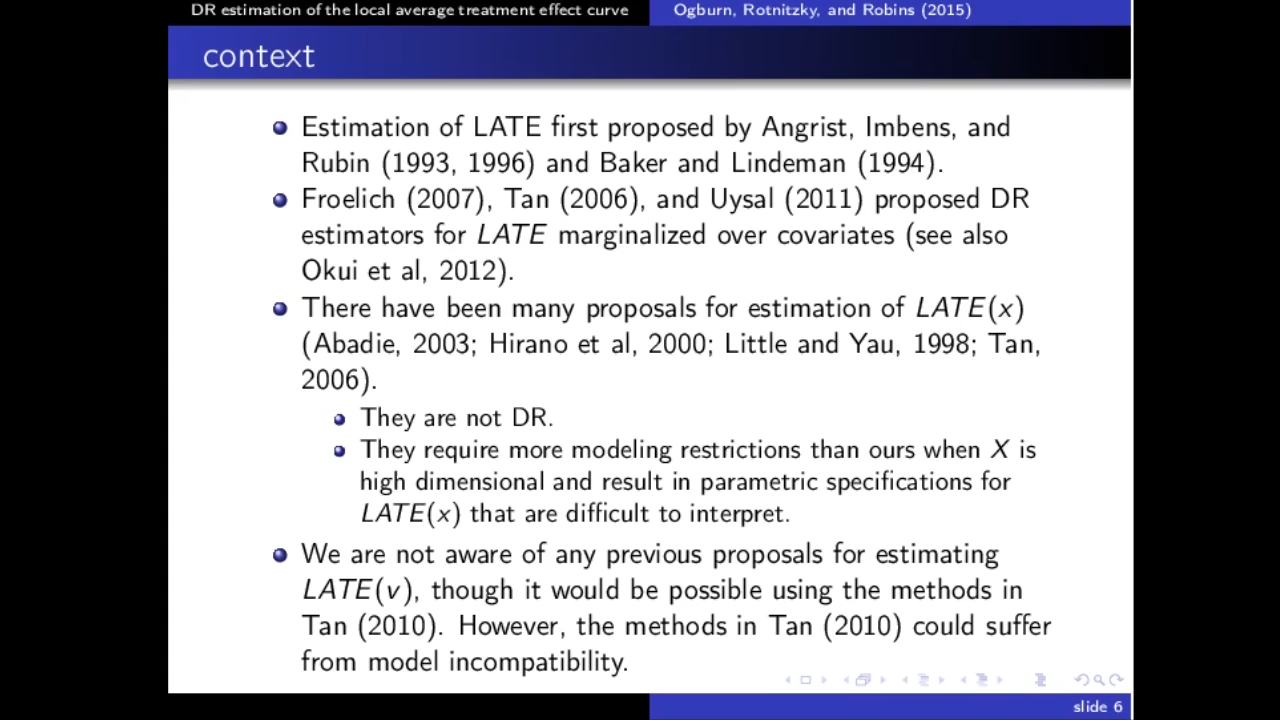 DR estimation of the local average treatment effect curve
Ogburn, Rotnitzky, and Robins (2015)
context
Estimation of LATE first proposed by Angrist, Imbens, and
Rubin (1993, 1996) and Baker and Lindeman (1994).
Froelich (2007), Tan (2006), and Uysal (2011) proposed DR
estimators for LATE marginalized over covariates (see also
Okui et al, 2012).
There have been many proposals for estimation of LATE(x)
(Abadie, 2003; Hirano et al, 2000; Little and Yau, 1998; Tan,
2006).
They are not DR.
They require more modeling restrictions than ours when X is
high dimensional and result in parametric specifications for
LATE(x) that are difficult to interpret.
We are not aware of any previous proposals for estimating
LATE(v), though it would be possible using the methods in
Tan (2010). However, the methods in Tan (2010) could suffer
from model incompatibility.
slide 6